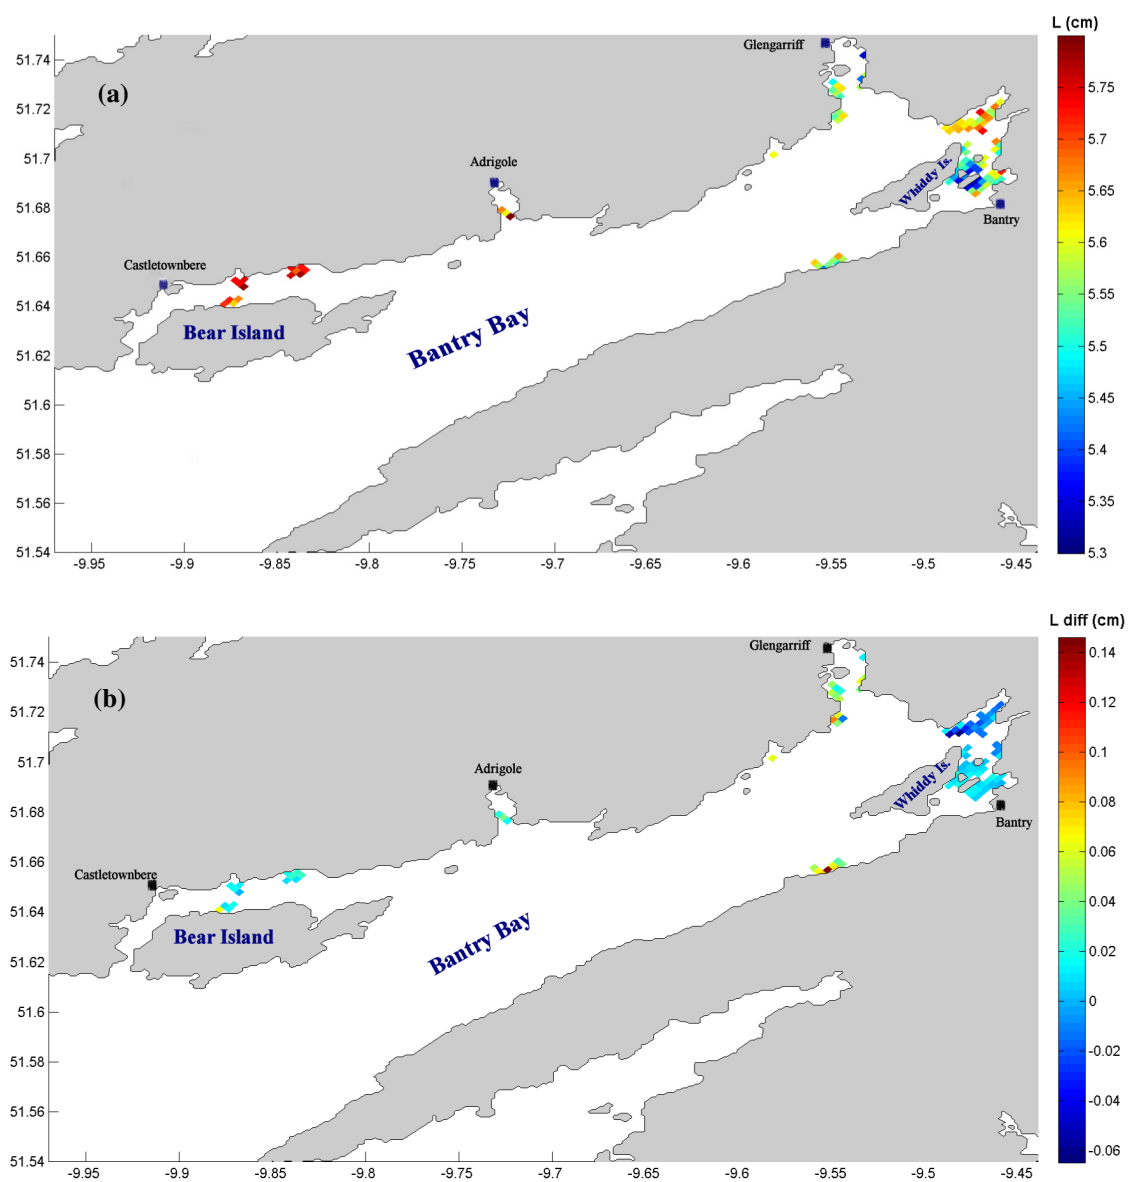 L (cm)
(a)
Glengarriff
Adrigole
Whiddy Is.
Bantry
Castletownbere
Bear Island
Bantry Bay
51.74
51.72
51.7
51.68
51.66
51.64
51.62
51.6
51.58
51.56
51.54
-9.95 -9.9 -9.85 -9.8 -9.75 -9.7 -9.65 -9.6 -9.55 -9.5 -9.45
5.75
5.7
5.65
5.6
5.55
5.5
5.45
5.4
5.35
5.3
L diff (cm)
(b)
Glengarriff
Adrigole
Whiddy Is.
Bantry
Castletownbere
Bear Island
Bantry Bay
51.74
51.72
51.7
51.68
51.66
51.64
51.62
51.6
51.58
51.56
51.54
-9.95 -9.9 -9.85 -9.8 -9.75 -9.7 -9.65 -9.6 -9.55 -9.5 -9.45
0.14
0.12
0.1
0.08
0.06
0.04
0.02
0
-0.02
-0.04
-0.06